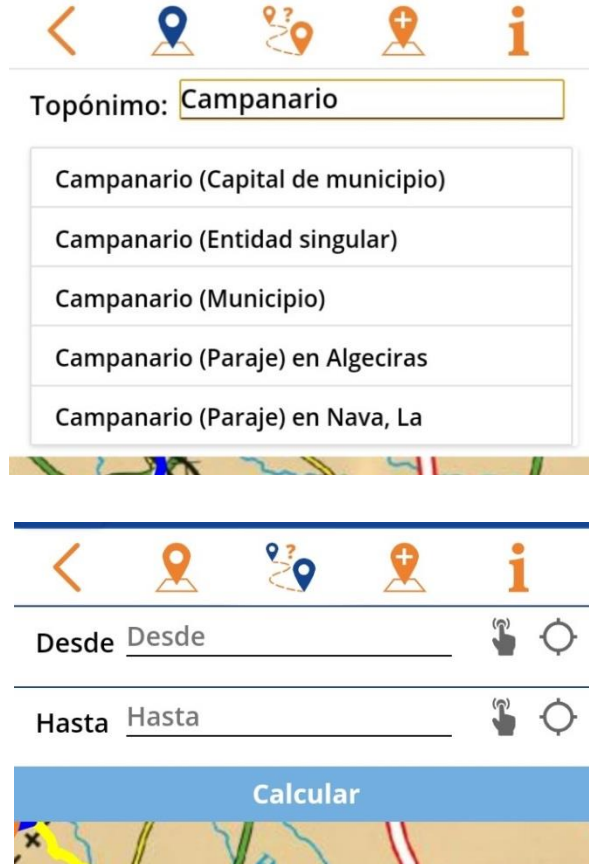 Topónimo: Campanario
Campanario (Capital de municipio)
Campanario (Entidad singular)
Campanario (Municipio)
Campanario (Paraje) en Algeciras
Campanario (Paraje) en Nava, La
Desde Desde
Hasta Hasta
Calcular